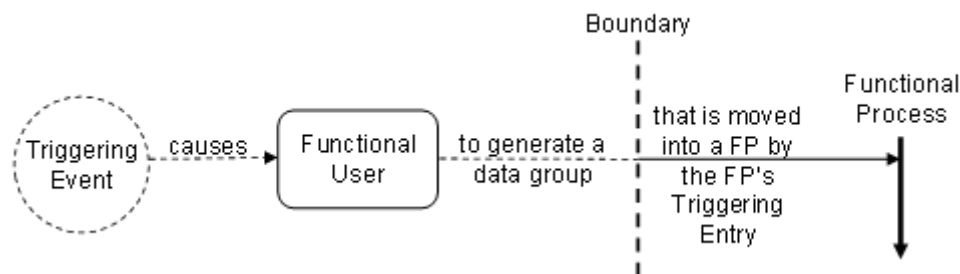 Boundary
Functional
Process
Triggering
Event
causes
Functional
User
to generate a
data group
that is moved
into a FP by
the FP's
Triggering
Entry